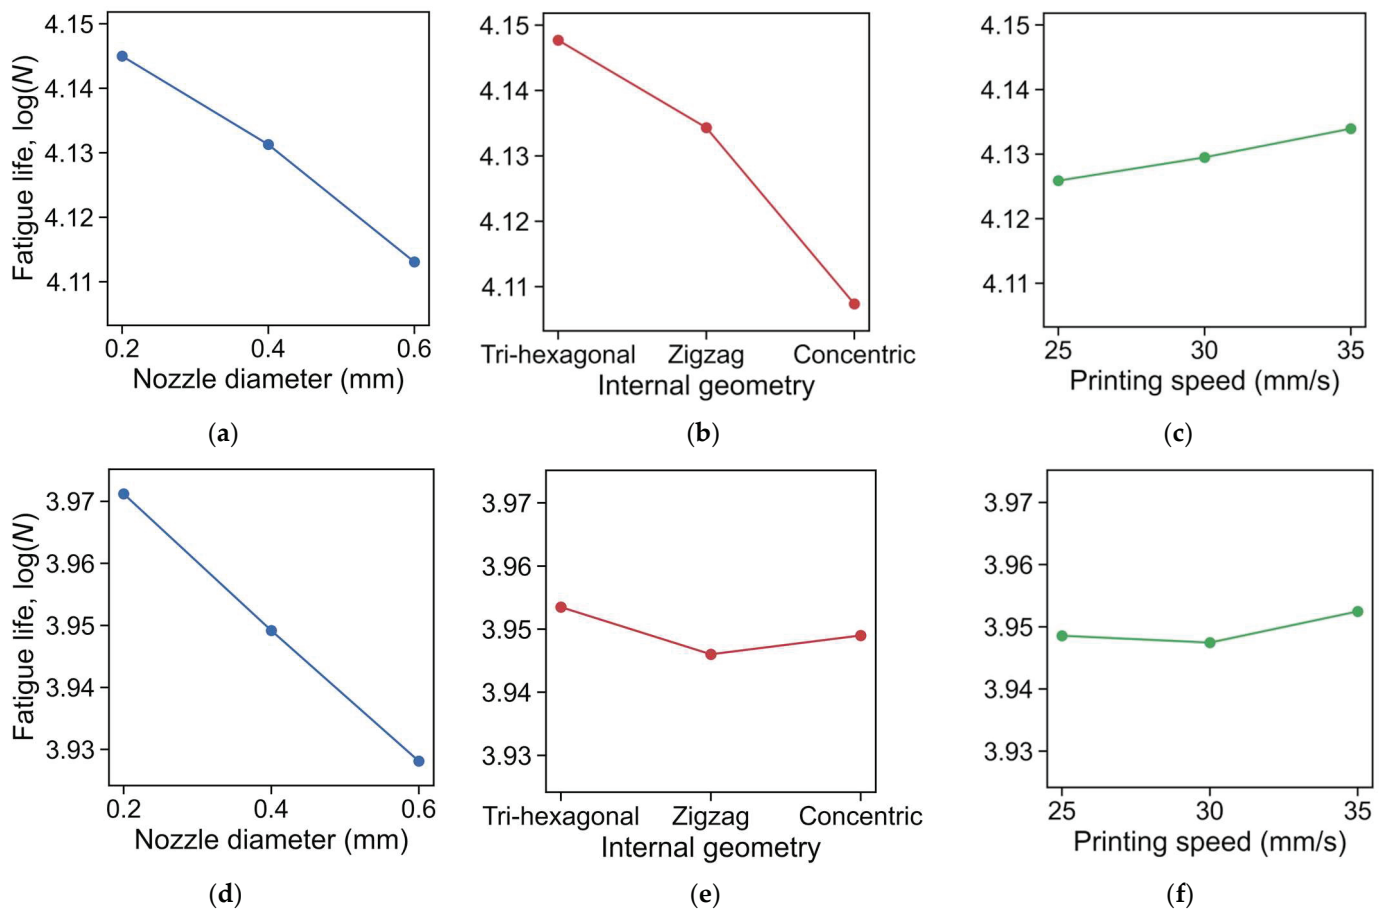 Fatigue life, log(N)
4.15
4.14
4.13
4.12
4.11
0.2 0.4 0.6
Nozzle diameter (mm)
(a)
4.15
4.14
4.13
4.12
4.11
Tri-hexagonal Zigzag Concentric
Internal geometry
(b)
4.15
4.14
4.13
4.12
4.11
25 30 35
Printing speed (mm/s)
(c)
Fatigue life, log(N)
3.97
3.96
3.95
3.94
3.93
0.2 0.4 0.6
Nozzle diameter (mm)
(d)
3.97
3.96
3.95
3.94
3.93
Tri-hexagonal Zigzag Concentric
Internal geometry
(e)
3.97
3.96
3.95
3.94
3.93
25 30 35
Printing speed (mm/s)
(f)